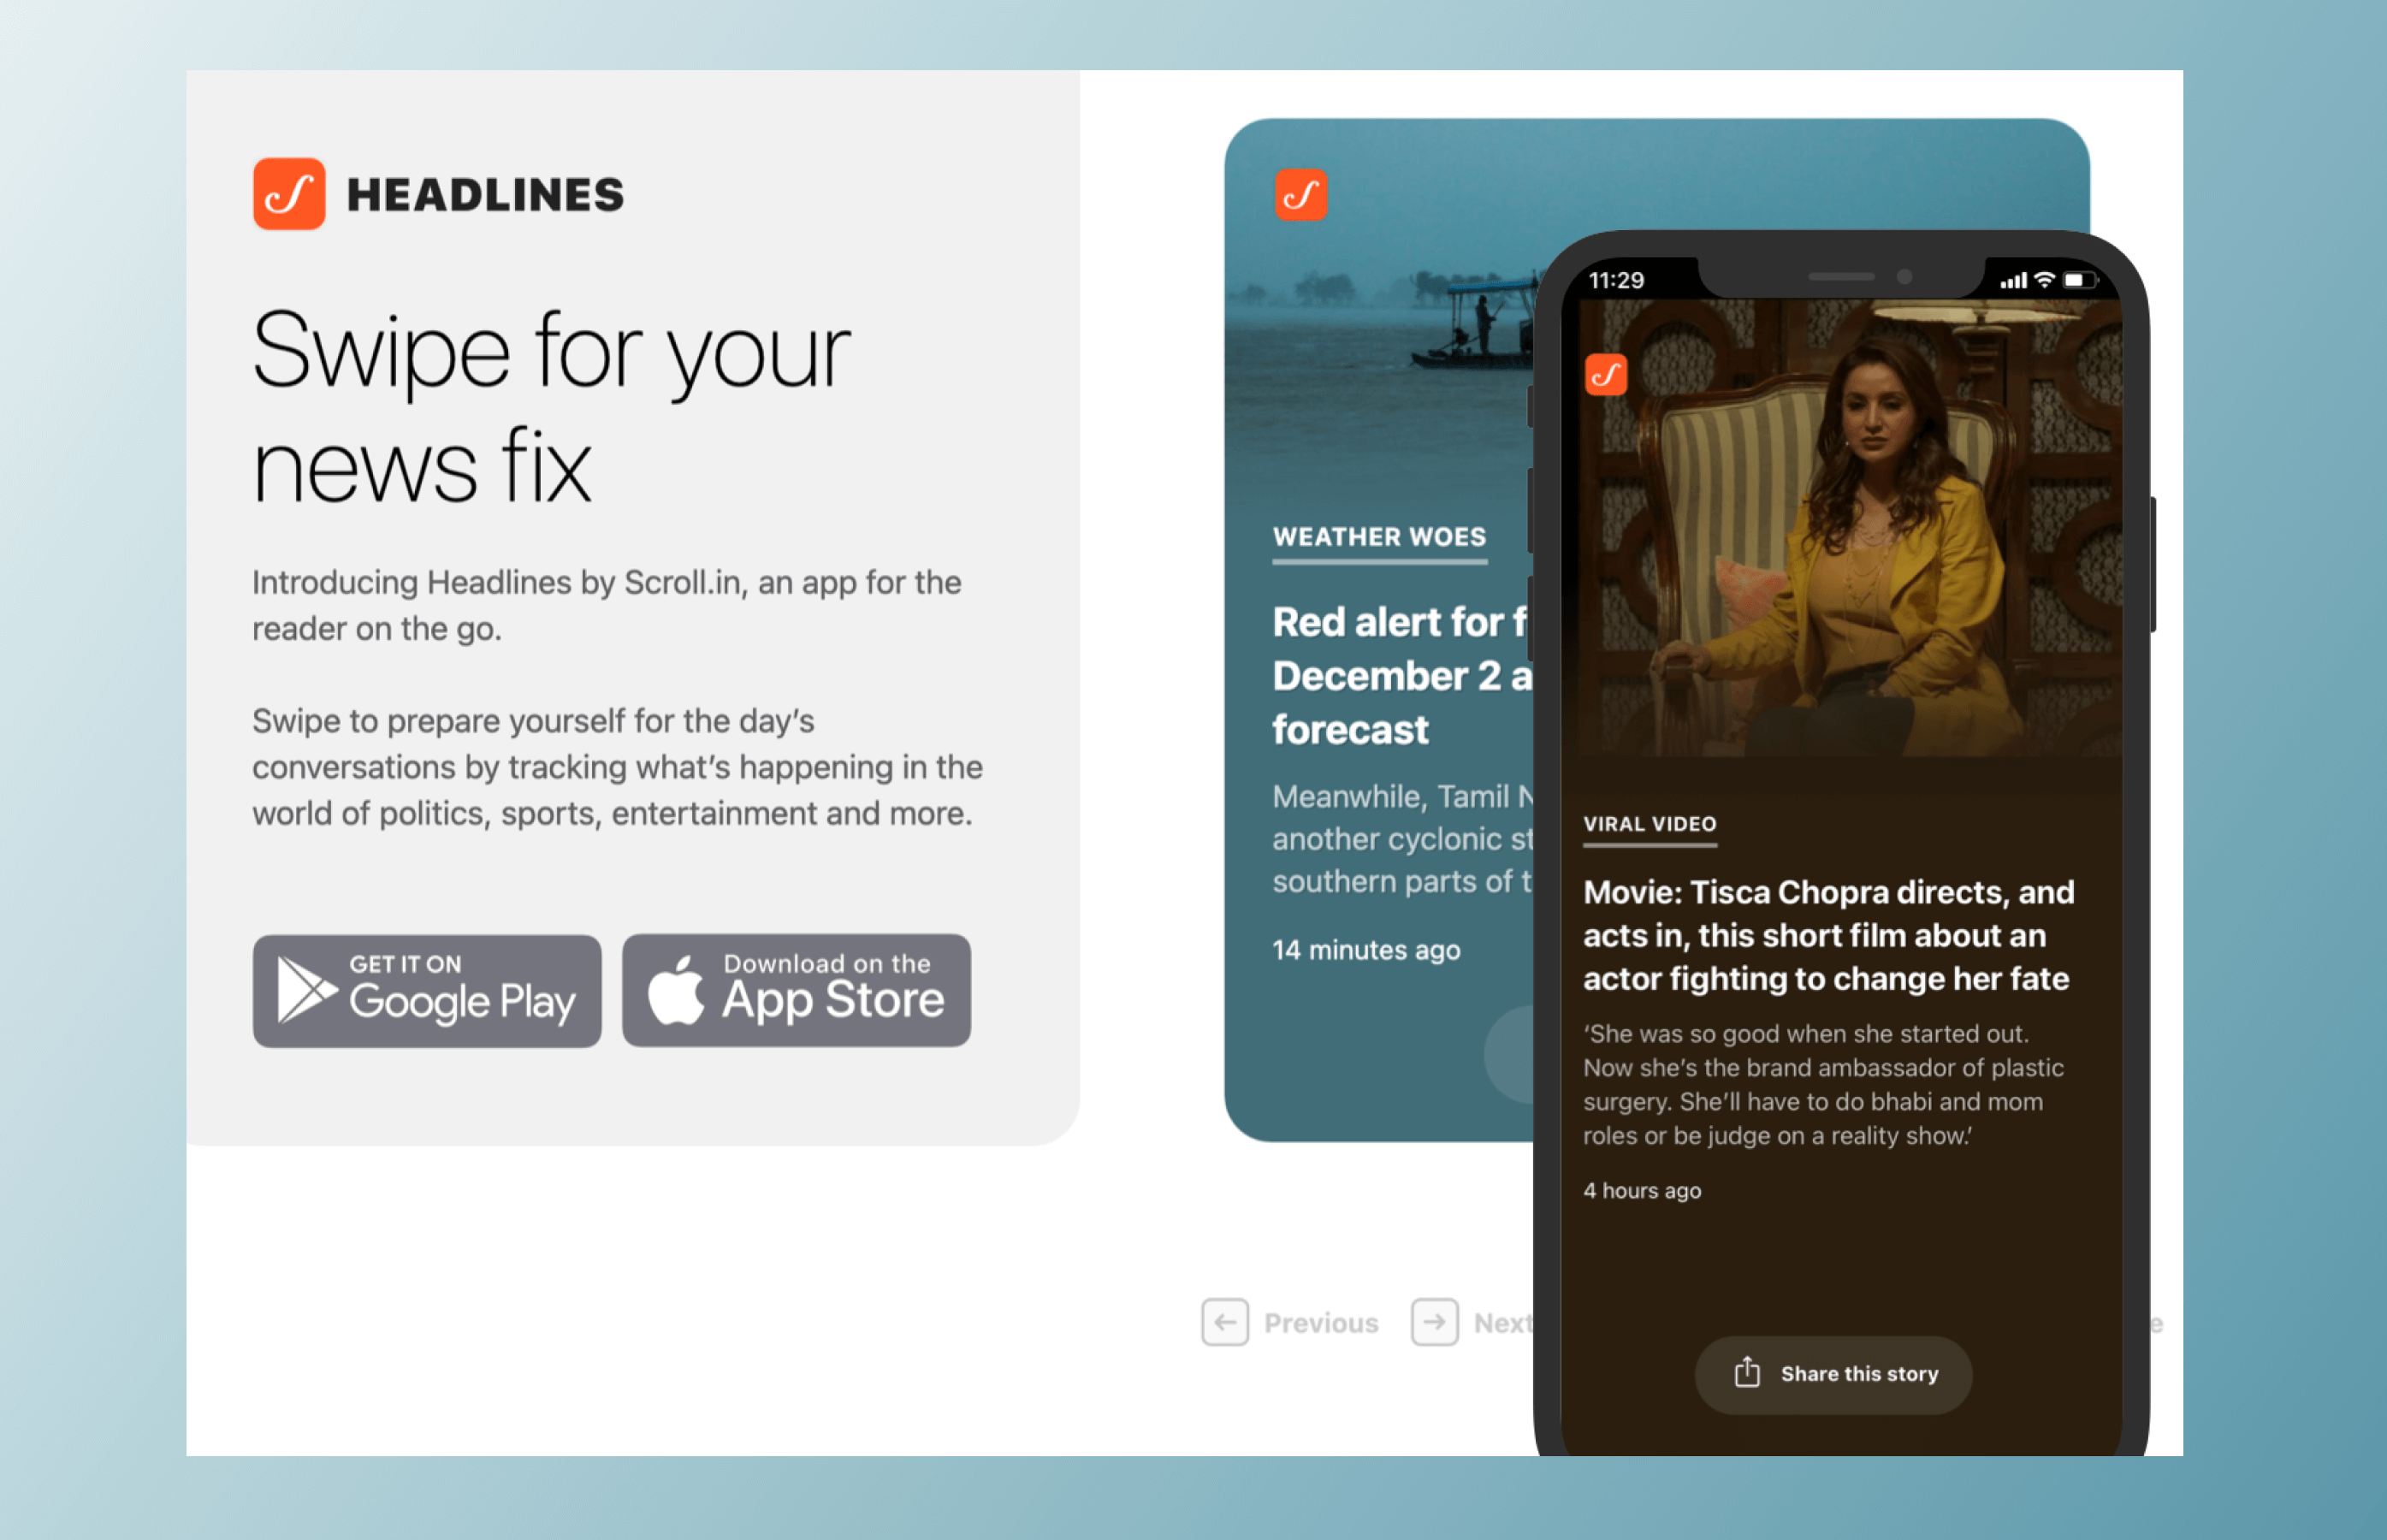 HEADLINES
Swipe for your
news fix
Introducing Headlines by Scroll.in, an app for the
reader on the go.
Swipe to prepare yourself for the day’s
conversations by tracking what’s happening in the
world of politics, sports, entertainment and more.
GET IT ON
Google Play
Download on the
App Store
WEATHER WOES
Red alert for
December 2
forecast
Meanwhile, Tamil
another cyclonic
southern parts of
14 minutes ago
Previous
Next
11:29
VIRAL VIDEO
Movie: Tisca Chopra directs, and
acts in, this short film about an
actor fighting to change her fate
‘She was so good when she started out.
Now she’s the brand ambassador of plastic
surgery. She’ll have to do bhabi and mom
roles or be judge on a reality show.’
4 hours ago
Share this story